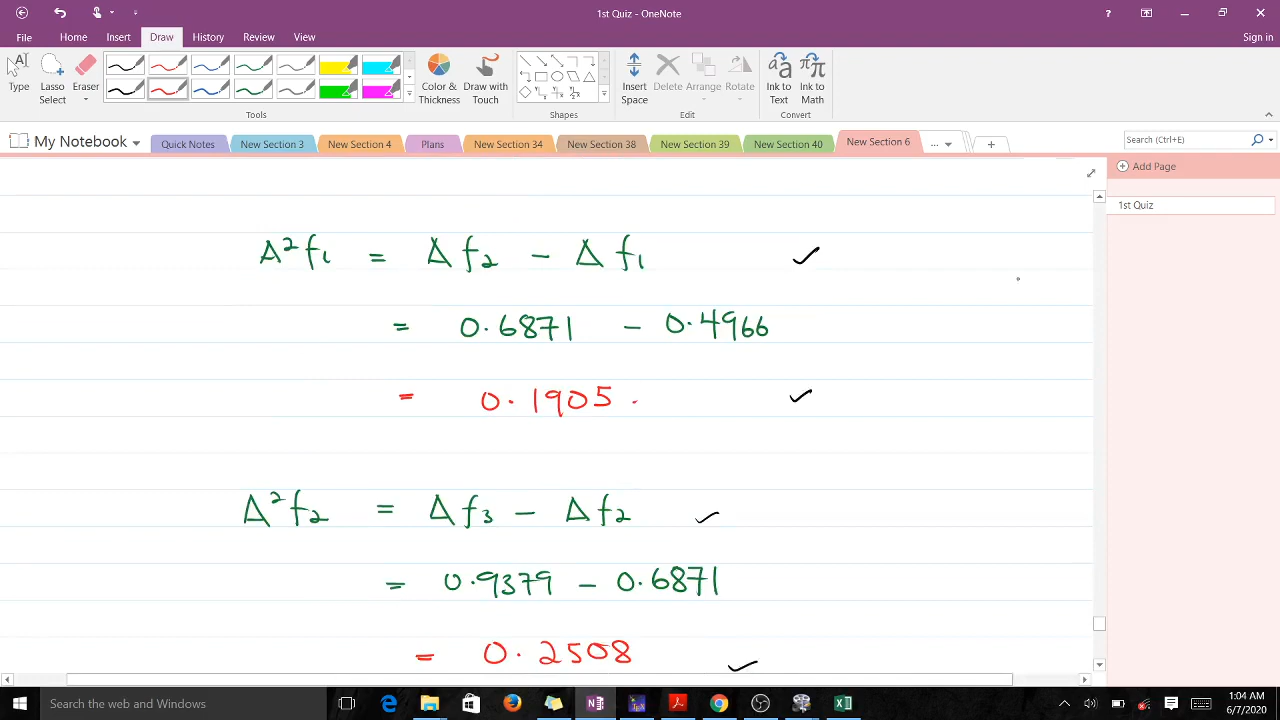 1st Quiz - OneNote
File Home Insert Draw History Review View Sign in
Type Lasso Select Eraser Color & Thickness Draw with Touch Insert Space Delete Arrange Rotate Ink to Text Ink to Math
Tools Shapes Edit Convert
My Notebook Quick Notes New Section 3 New Section 4 Plans New Section 34 New Section 38 New Section 39 New Section 40 New Section 6 ... Search (Ctrl+E)
Add Page
1st Quiz
Δ²f₁ = Δf₂ - Δf₁ ✓
= 0.6871 - 0.4966
= 0.1905. ✓
Δ²f₂ = Δf₃ - Δf₂ ✓
= 0.9379 - 0.6871
= 0.2508 ✓
Search the web and Windows
1:04 AM
6/7/2020